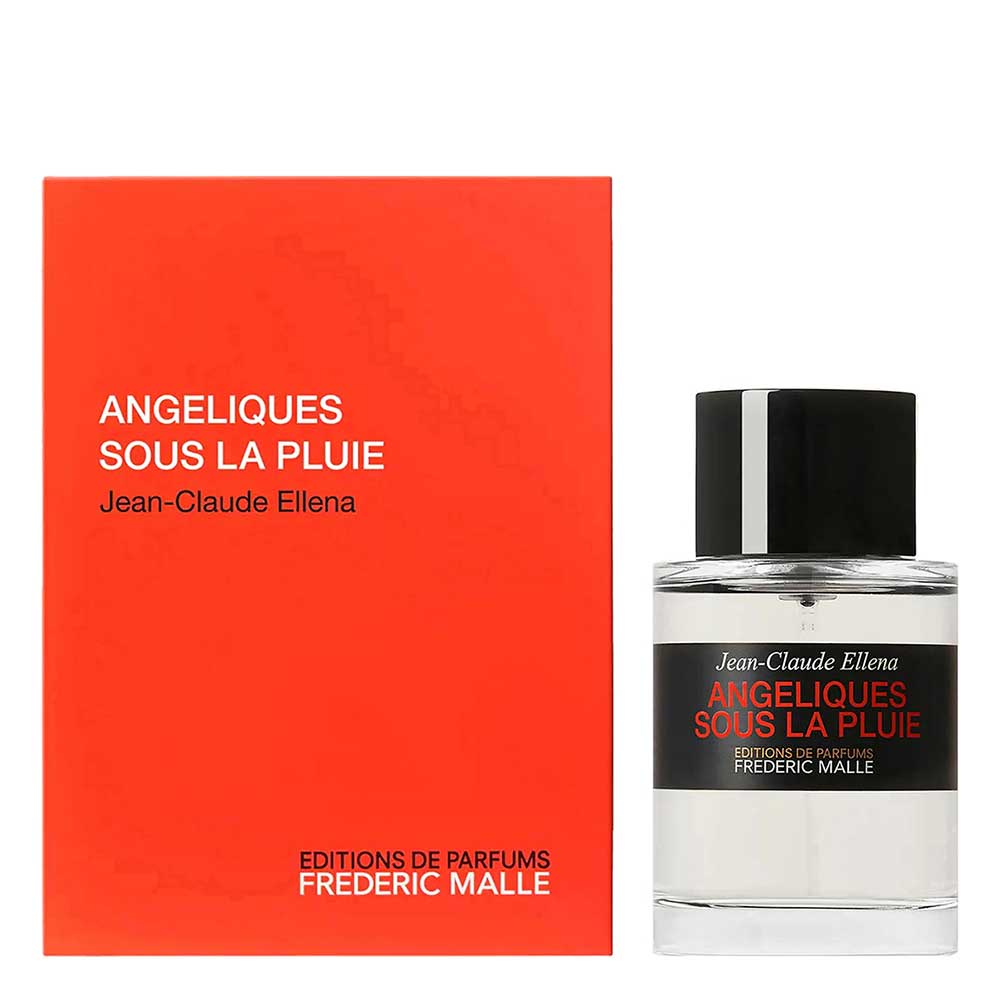 ANGELIQUES
SOUS LA PLUIE
Jean-Claude Ellena
EDITIONS DE PARFUMS
FREDERIC MALLE
Jean-Claude Ellena
ANGELIQUES
SOUS LA PLUIE
EDITIONS DE PARFUMS
FREDERIC MALLE